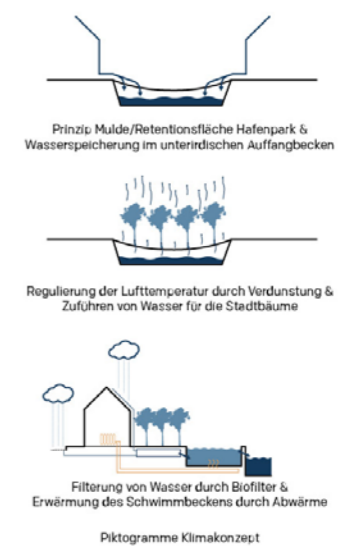 Prinzip Mulde/Retentionsfläche Hafenpark &
Wasserspeicherung im unterirdischen Auffangbecken
Regulierung der Lufttemperatur durch Verdunstung &
Zuführen von Wasser für die Stadtbäume
Filterung von Wasser durch Biofilter &
Erwärmung des Schwimmbeckens durch Abwärme
Piktogramme Klimakonzept